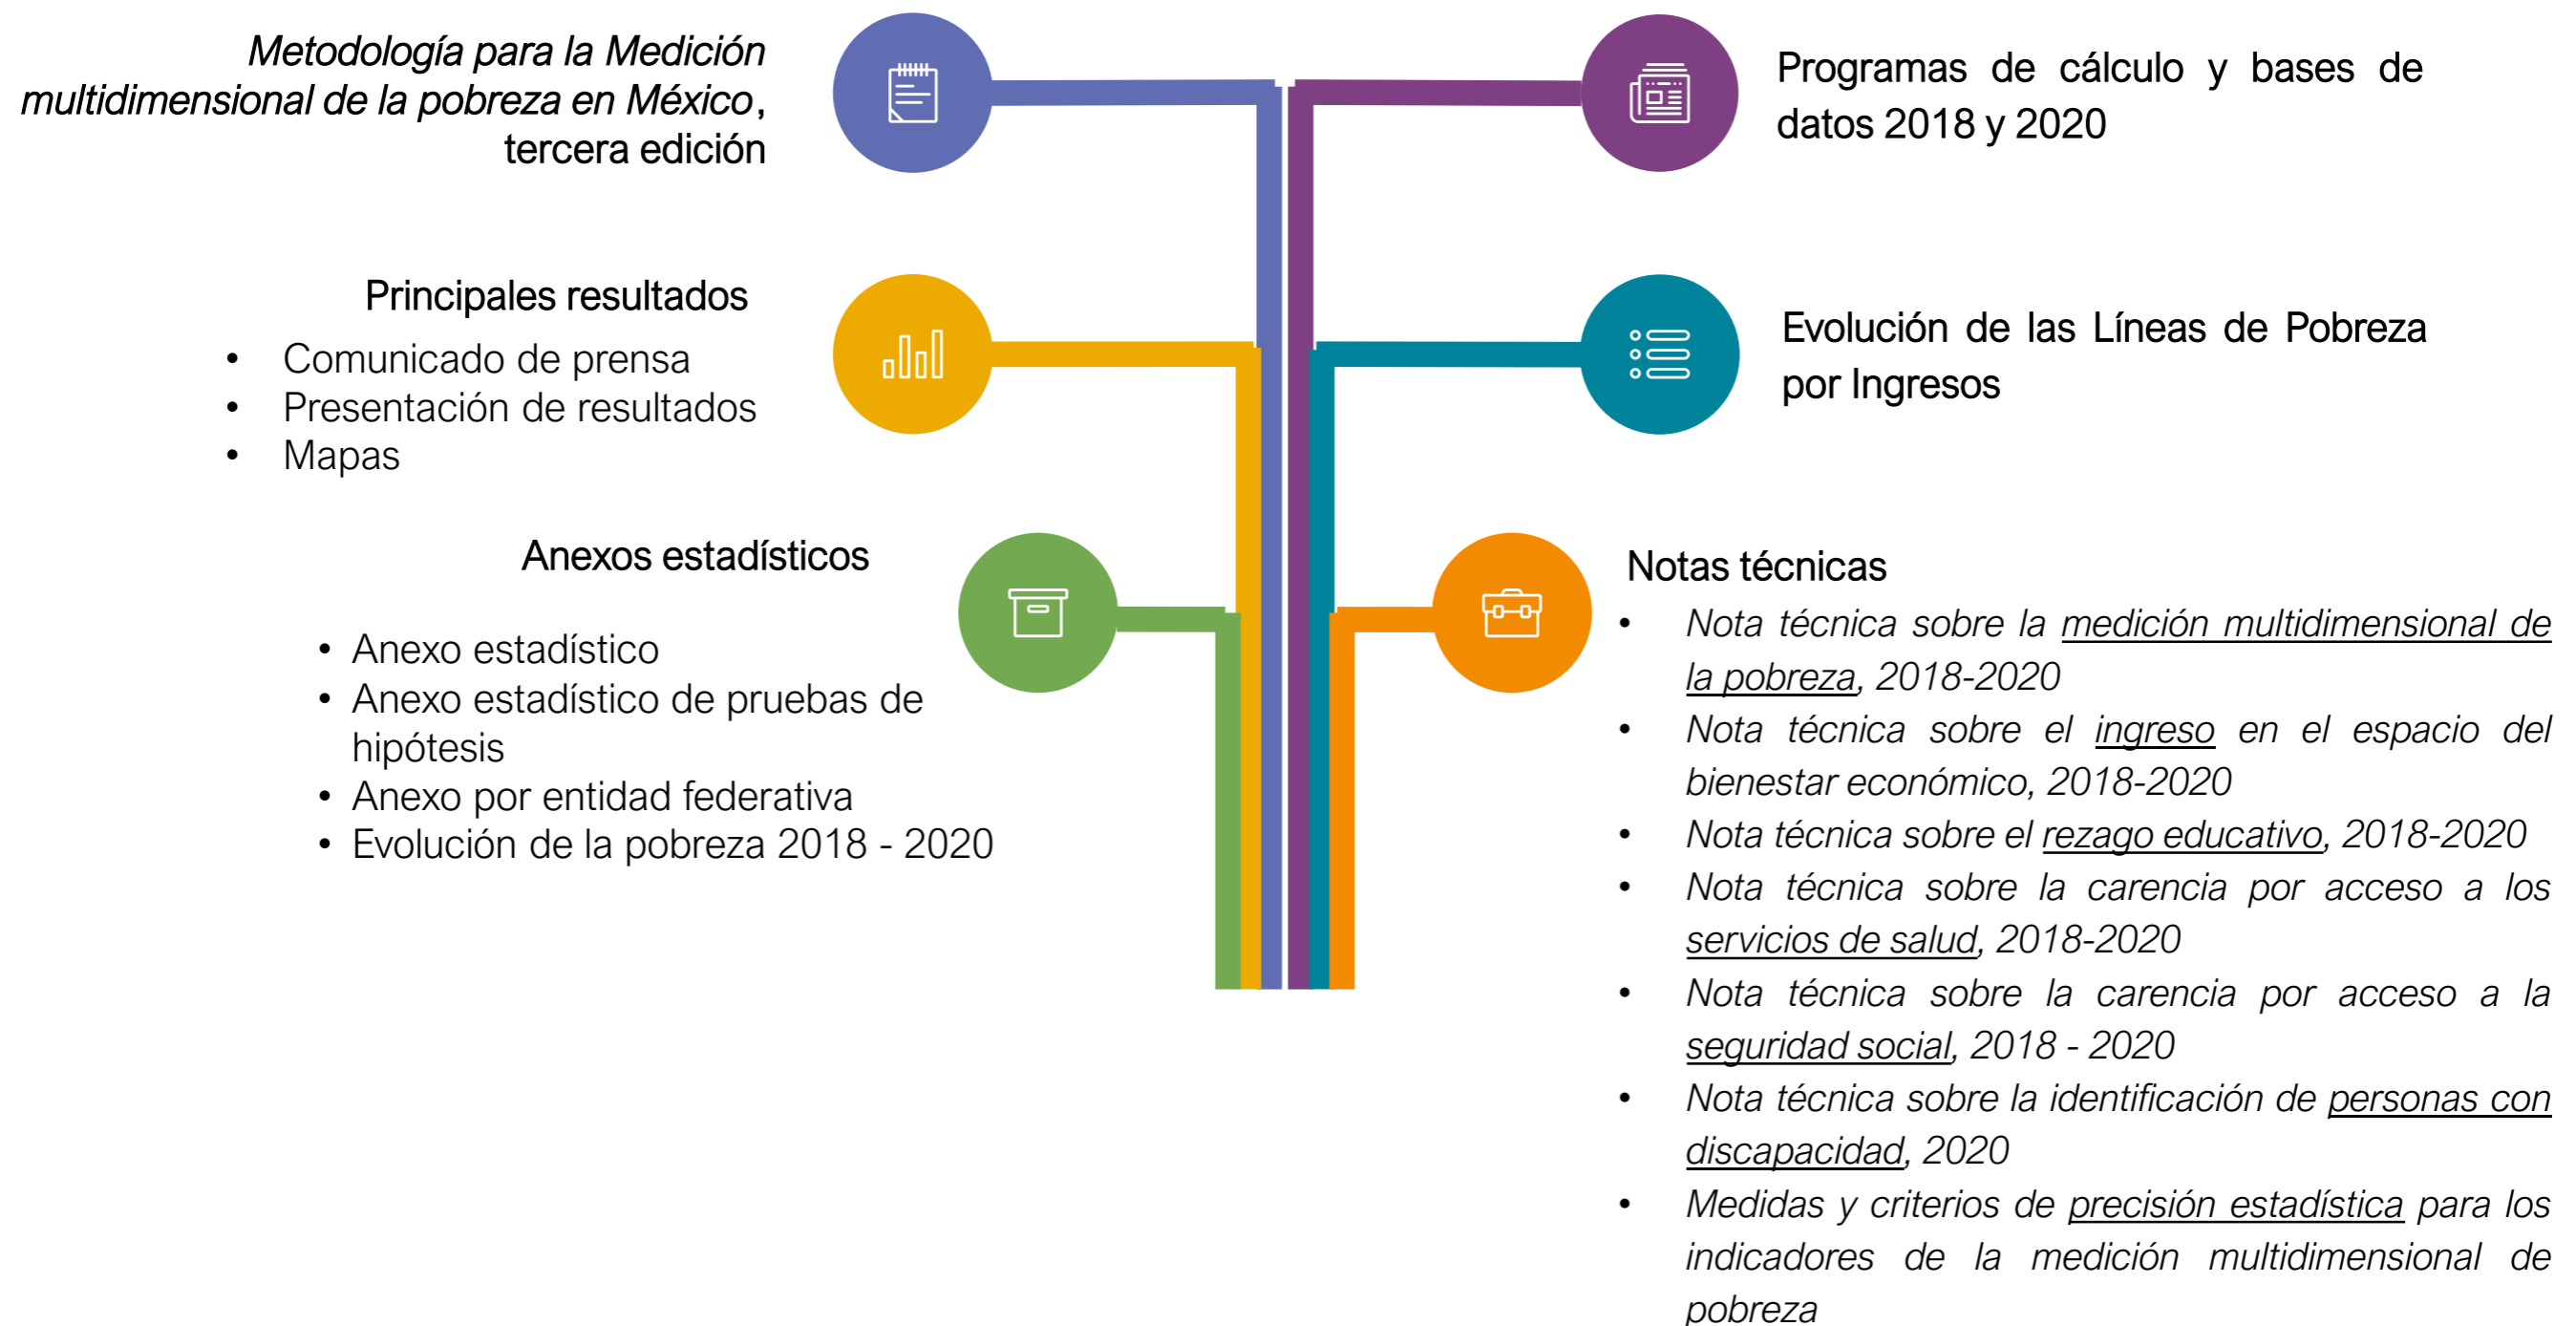 Metodología para la Medición
multidimensional de la pobreza en México,
tercera edición
Principales resultados
• Comunicado de prensa
• Presentación de resultados
• Mapas
Anexos estadísticos
• Anexo estadístico
• Anexo estadístico de pruebas de
hipótesis
• Anexo por entidad federativa
• Evolución de la pobreza 2018 - 2020
Programas de cálculo y bases de
datos 2018 y 2020
Evolución de las Líneas de Pobreza
por Ingresos
Notas técnicas
• Nota técnica sobre la medición multidimensional de
la pobreza, 2018-2020
• Nota técnica sobre el ingreso en el espacio del
bienestar económico, 2018-2020
• Nota técnica sobre el rezago educativo, 2018-2020
• Nota técnica sobre la carencia por acceso a los
servicios de salud, 2018-2020
• Nota técnica sobre la carencia por acceso a la
seguridad social, 2018 - 2020
• Nota técnica sobre la identificación de personas con
discapacidad, 2020
• Medidas y criterios de precisión estadística para los
indicadores de la medición multidimensional de
pobreza